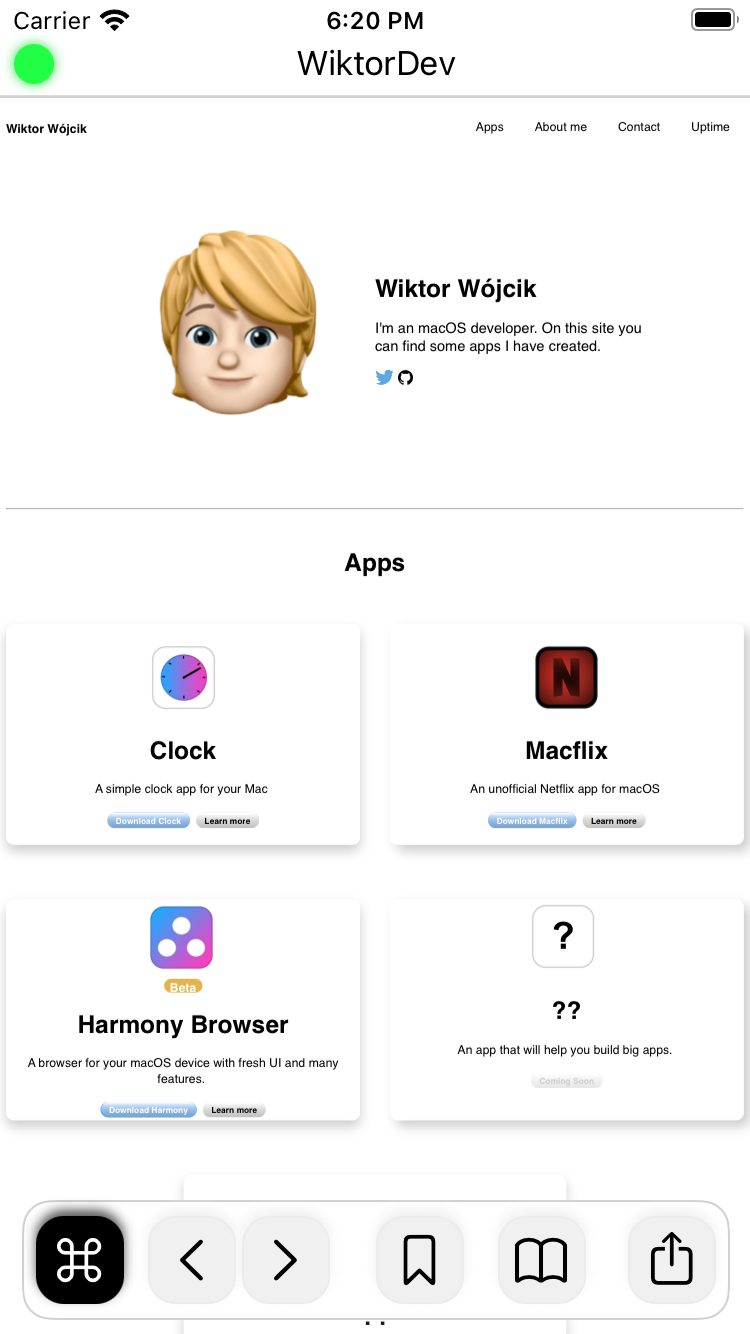 Carrier 6:20 PM
WiktorDev
Wiktor Wójcik Apps About me Contact Uptime
Wiktor Wójcik
I'm an macOS developer. On this site you
can find some apps I have created.
Apps
N
Clock
A simple clock app for your Mac
Download Clock Learn more
Macflix
An unofficial Netflix app for macOS
Download Macflix Learn more
Beta
Harmony Browser
A browser for your macOS device with fresh UI and many
features.
Download Harmony Learn more
?
??
An app that will help you build big apps.
Coming Soon